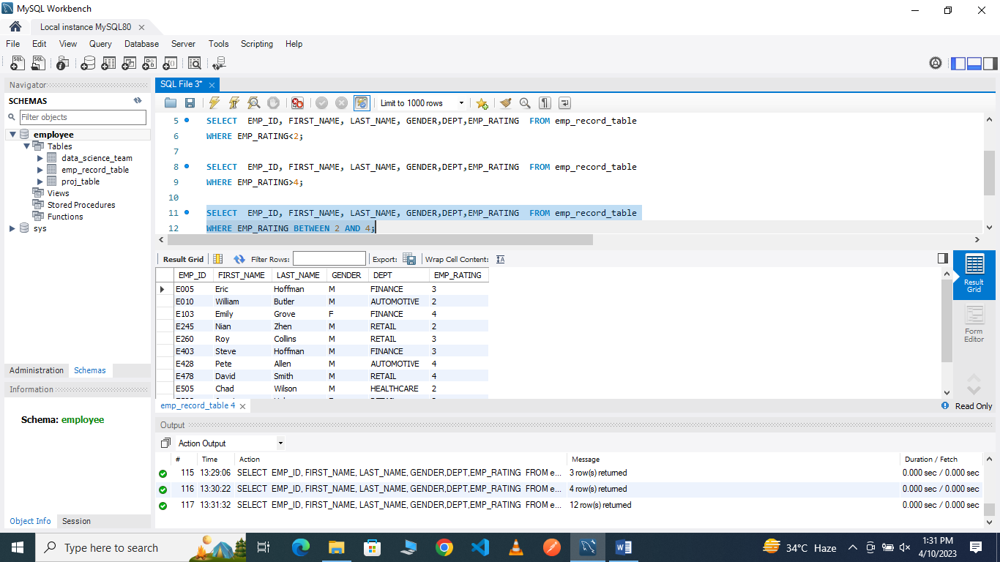 MySQL Workbench
Local instance MySQL80
File Edit View Query Database Server Tools Scripting Help
Navigator
SCHEMAS
Filter objects
employee
Tables
data_science_team
emp_record_table
proj_table
Views
Stored Procedures
Functions
sys
Administration Schemas
Information
Schema: employee
Object Info Session
SQL File 3*
Limit to 1000 rows
5 SELECT EMP_ID, FIRST_NAME, LAST_NAME, GENDER,DEPT,EMP_RATING FROM emp_record_table
6 WHERE EMP_RATING<2;
7
8 SELECT EMP_ID, FIRST_NAME, LAST_NAME, GENDER,DEPT,EMP_RATING FROM emp_record_table
9 WHERE EMP_RATING>4;
10
11 SELECT EMP_ID, FIRST_NAME, LAST_NAME, GENDER,DEPT,EMP_RATING FROM emp_record_table
12 WHERE EMP_RATING BETWEEN 2 AND 4;
Result Grid Filter Rows: Export: Wrap Cell Content:
EMP_ID FIRST_NAME LAST_NAME GENDER DEPT EMP_RATING
E005 Eric Hoffman M FINANCE 3
E010 William Butler M AUTOMOTIVE 2
E103 Emily Grove F FINANCE 4
E245 Nian Zhen M RETAIL 2
E260 Roy Collins M RETAIL 3
E403 Steve Hoffman M FINANCE 3
E428 Pete Allen M AUTOMOTIVE 4
E478 David Smith M RETAIL 4
E505 Chad Wilson M HEALTHCARE 2
Result
Grid
Form
Editor
emp_record_table 4
Read Only
Output
Action Output
# Time Action Message Duration / Fetch
115 13:29:06 SELECT EMP_ID, FIRST_NAME, LAST_NAME, GENDER,DEPT,EMP_RATING FROM e... 3 row(s) returned 0.000 sec / 0.000 sec
116 13:30:22 SELECT EMP_ID, FIRST_NAME, LAST_NAME, GENDER,DEPT,EMP_RATING FROM e... 4 row(s) returned 0.000 sec / 0.000 sec
117 13:31:32 SELECT EMP_ID, FIRST_NAME, LAST_NAME, GENDER,DEPT,EMP_RATING FROM e... 12 row(s) returned 0.000 sec / 0.000 sec
Type here to search
34°C Haze
1:31 PM
4/10/2023